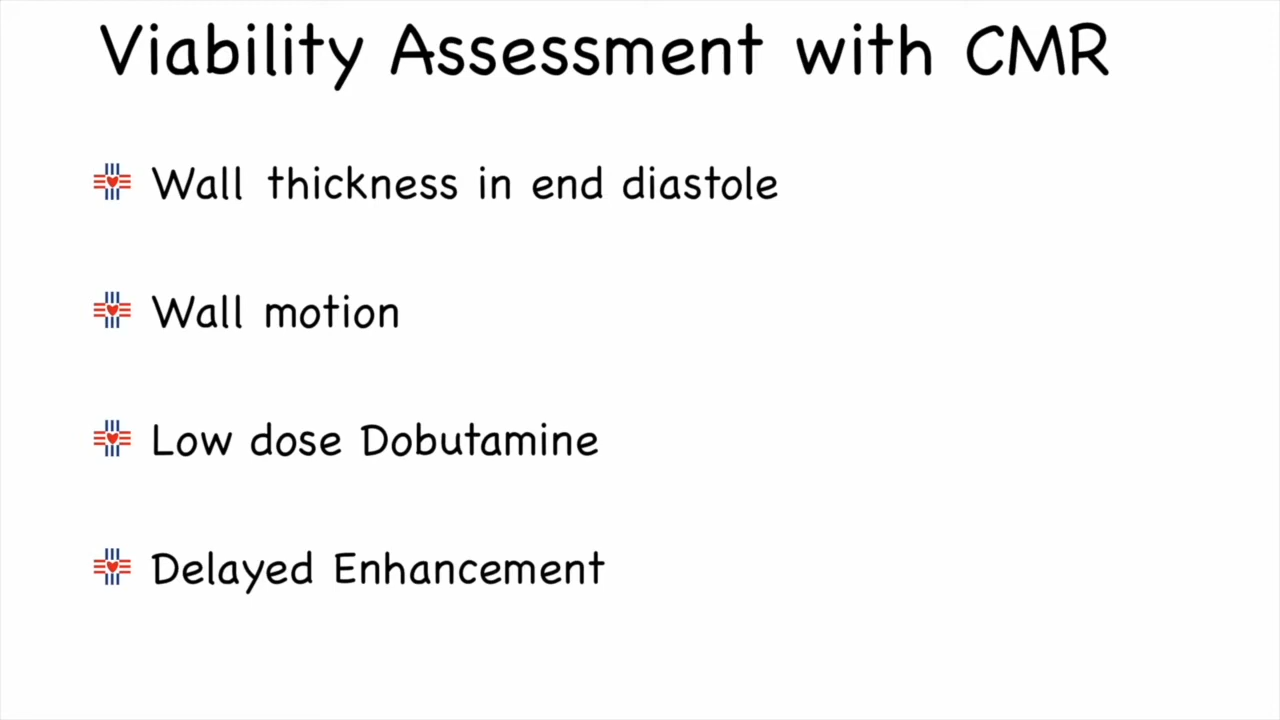 Viability Assessment with CMR
Wall thickness in end diastole
Wall motion
Low dose Dobutamine
Delayed Enhancement